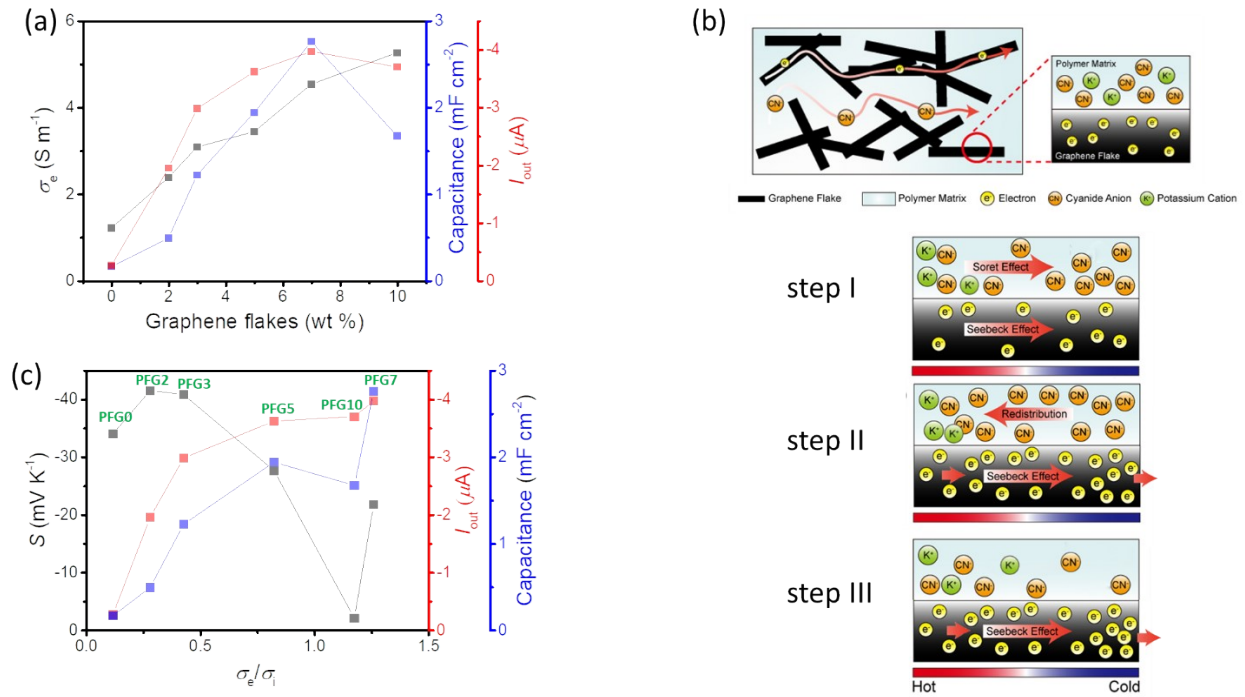 (a)
6
4
2
0
σe (S m-1)
0
2
4
6
8
10
Graphene flakes (wt %)
3
2
1
0
Capacitance (mF cm-2)
-4
-3
-2
-1
Iout (μA)
(b)
Polymer Matrix
Graphene Flake
K+
CN-
e-
Graphene Flake
Polymer Matrix
e- Electron
CN- Cyanide Anion
K+ Potassium Cation
step I
Soret Effect
Seebeck Effect
step II
Redistribution
Seebeck Effect
step III
Seebeck Effect
Hot
Cold
(c)
-40
-30
-20
-10
0
S (mV K-1)
PFG0
PFG2
PFG3
PFG5
PFG10
PFG7
0.0
0.5
1.0
1.5
σe/σi
-4
-3
-2
-1
0
Iout (μA)
3
2
1
0
Capacitance (mF cm-2)